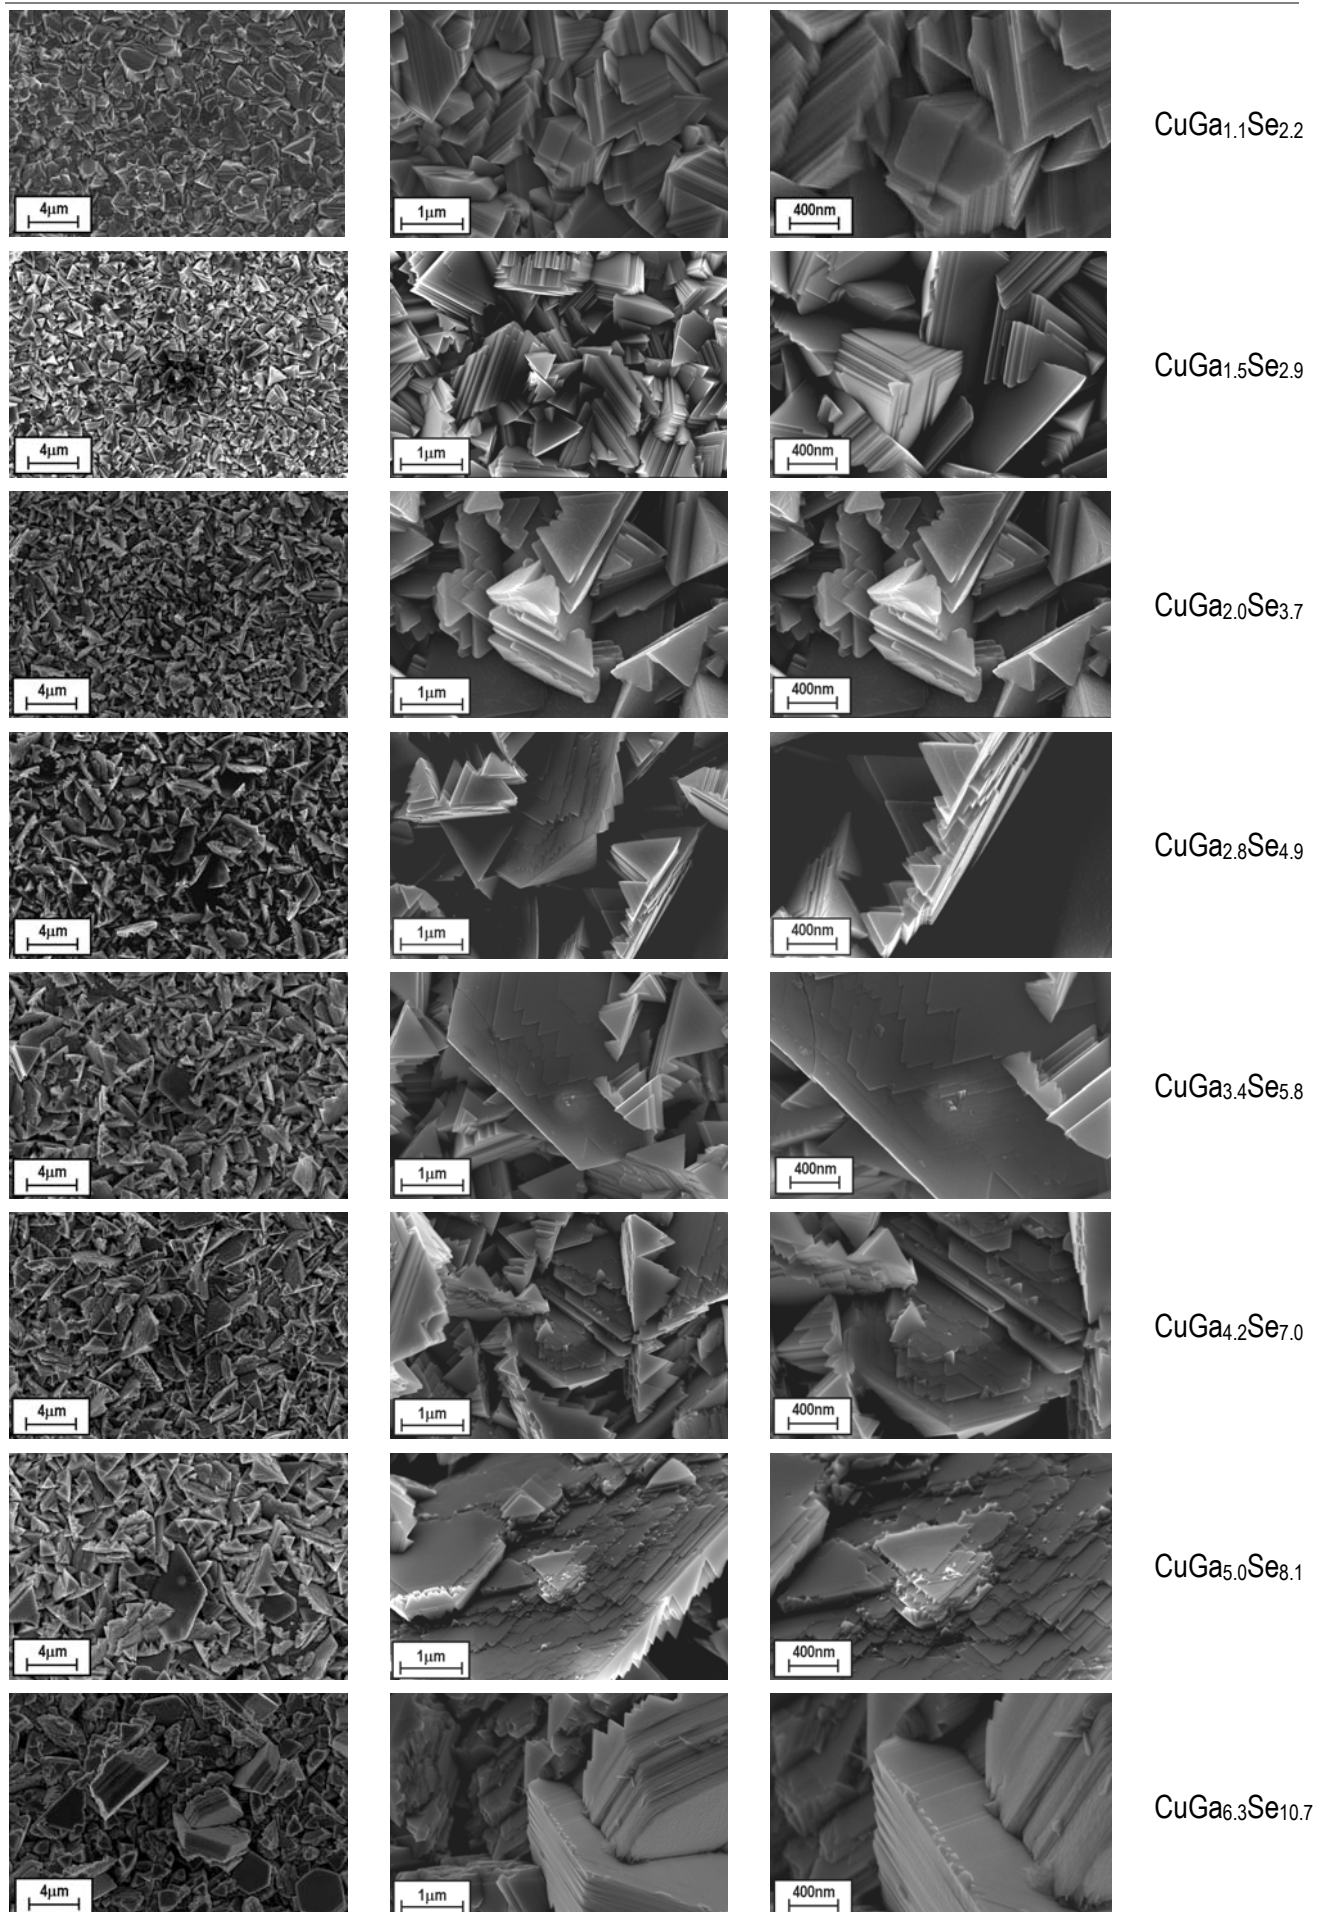 4μm 1μm 400nm CuGa1.1Se2.2
4μm 1μm 400nm CuGa1.5Se2.9
4μm 1μm 400nm CuGa2.0Se3.7
4μm 1μm 400nm CuGa2.8Se4.9
4μm 1μm 400nm CuGa3.4Se5.8
4μm 1μm 400nm CuGa4.2Se7.0
4μm 1μm 400nm CuGa5.0Se8.1
4μm 1μm 400nm CuGa6.3Se10.7